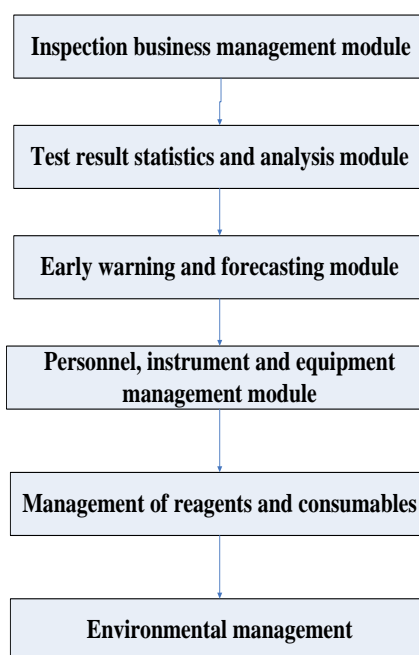 Inspection business management module
Test result statistics and analysis module
Early warning and forecasting module
Personnel, instrument and equipment
management module
Management of reagents and consumables
Environmental management